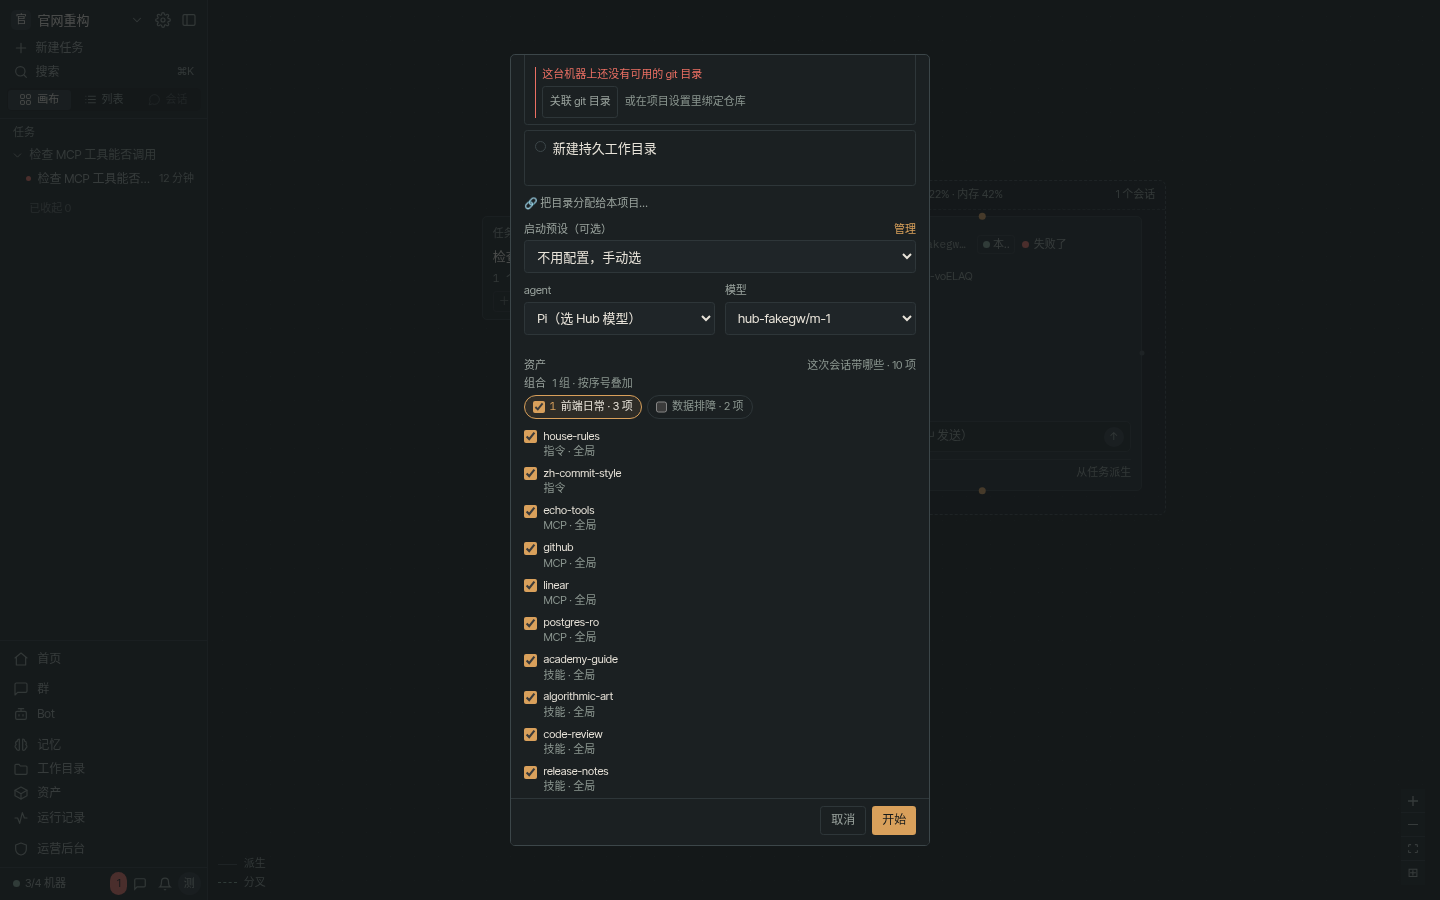 官 官网重构
新建任务
搜索 ⌘K
画布 列表 会话
任务
检查 MCP 工具能否调用
检查 MCP 工具能否... 12 分钟
已收起 0
首页
群
Bot
记忆
工作目录
资产
运行记录
运营后台
3/4 机器 1 测
派生
分叉
22% · 内存 42% 1 个会话
本.. 失败了
-voELAQ
发送）
从任务派生
这台机器上还没有可用的 git 目录
关联 git 目录 或在项目设置里绑定仓库
新建持久工作目录
🔗 把目录分配给本项目...
启动预设（可选） 管理
不用配置，手动选
agent 模型
Pi（选 Hub 模型） hub-fakegw/m-1
资产 这次会话带哪些 · 10 项
组合 1 组 · 按序号叠加
1 前端日常 · 3 项 数据排障 · 2 项
house-rules
指令 · 全局
zh-commit-style
指令
echo-tools
MCP · 全局
github
MCP · 全局
linear
MCP · 全局
postgres-ro
MCP · 全局
academy-guide
技能 · 全局
algorithmic-art
技能 · 全局
code-review
技能 · 全局
release-notes
技能 · 全局
取消 开始